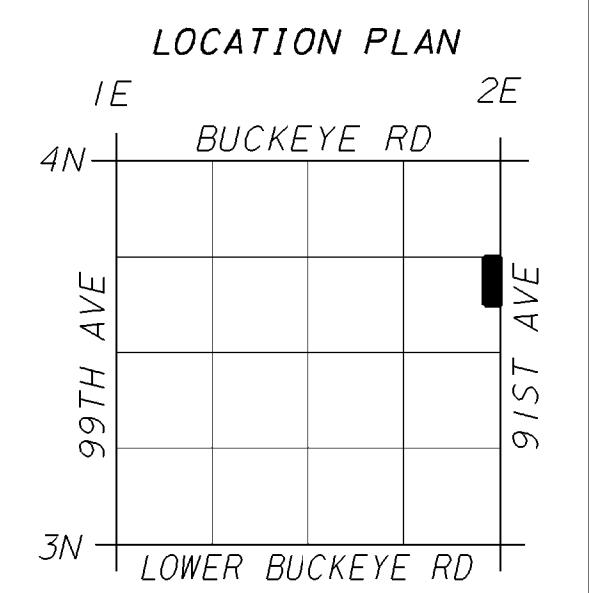 LOCATION PLAN
1E
2E
BUCKEYE RD
4N
99TH AVE
91ST AVE
3N
LOWER BUCKEYE RD